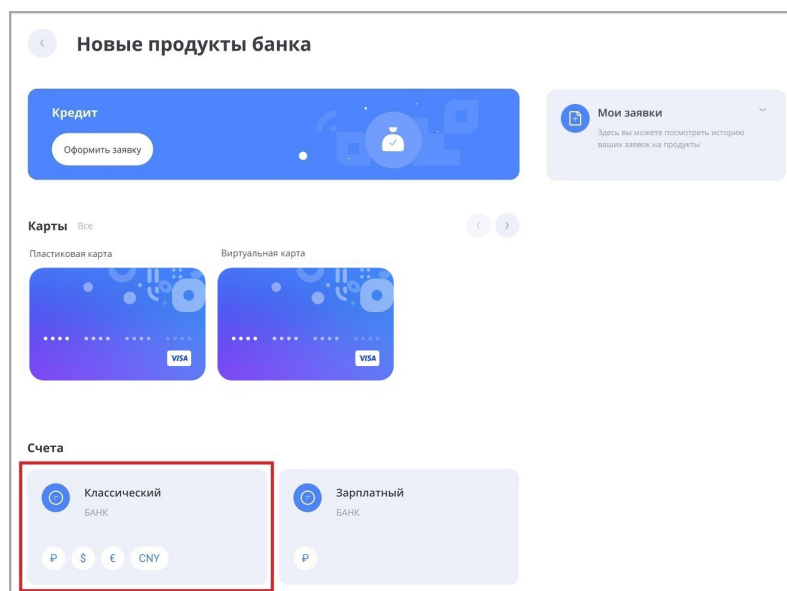 Новые продукты банка
Кредит
Оформить заявку
Мои заявки
Здесь вы можете посмотреть историю
ваших заявок на продукты
Карты Все
Пластиковая карта
Виртуальная карта
VISA
VISA
Счета
Классический
БАНК
₽ $ € CNY
Зарплатный
БАНК
₽